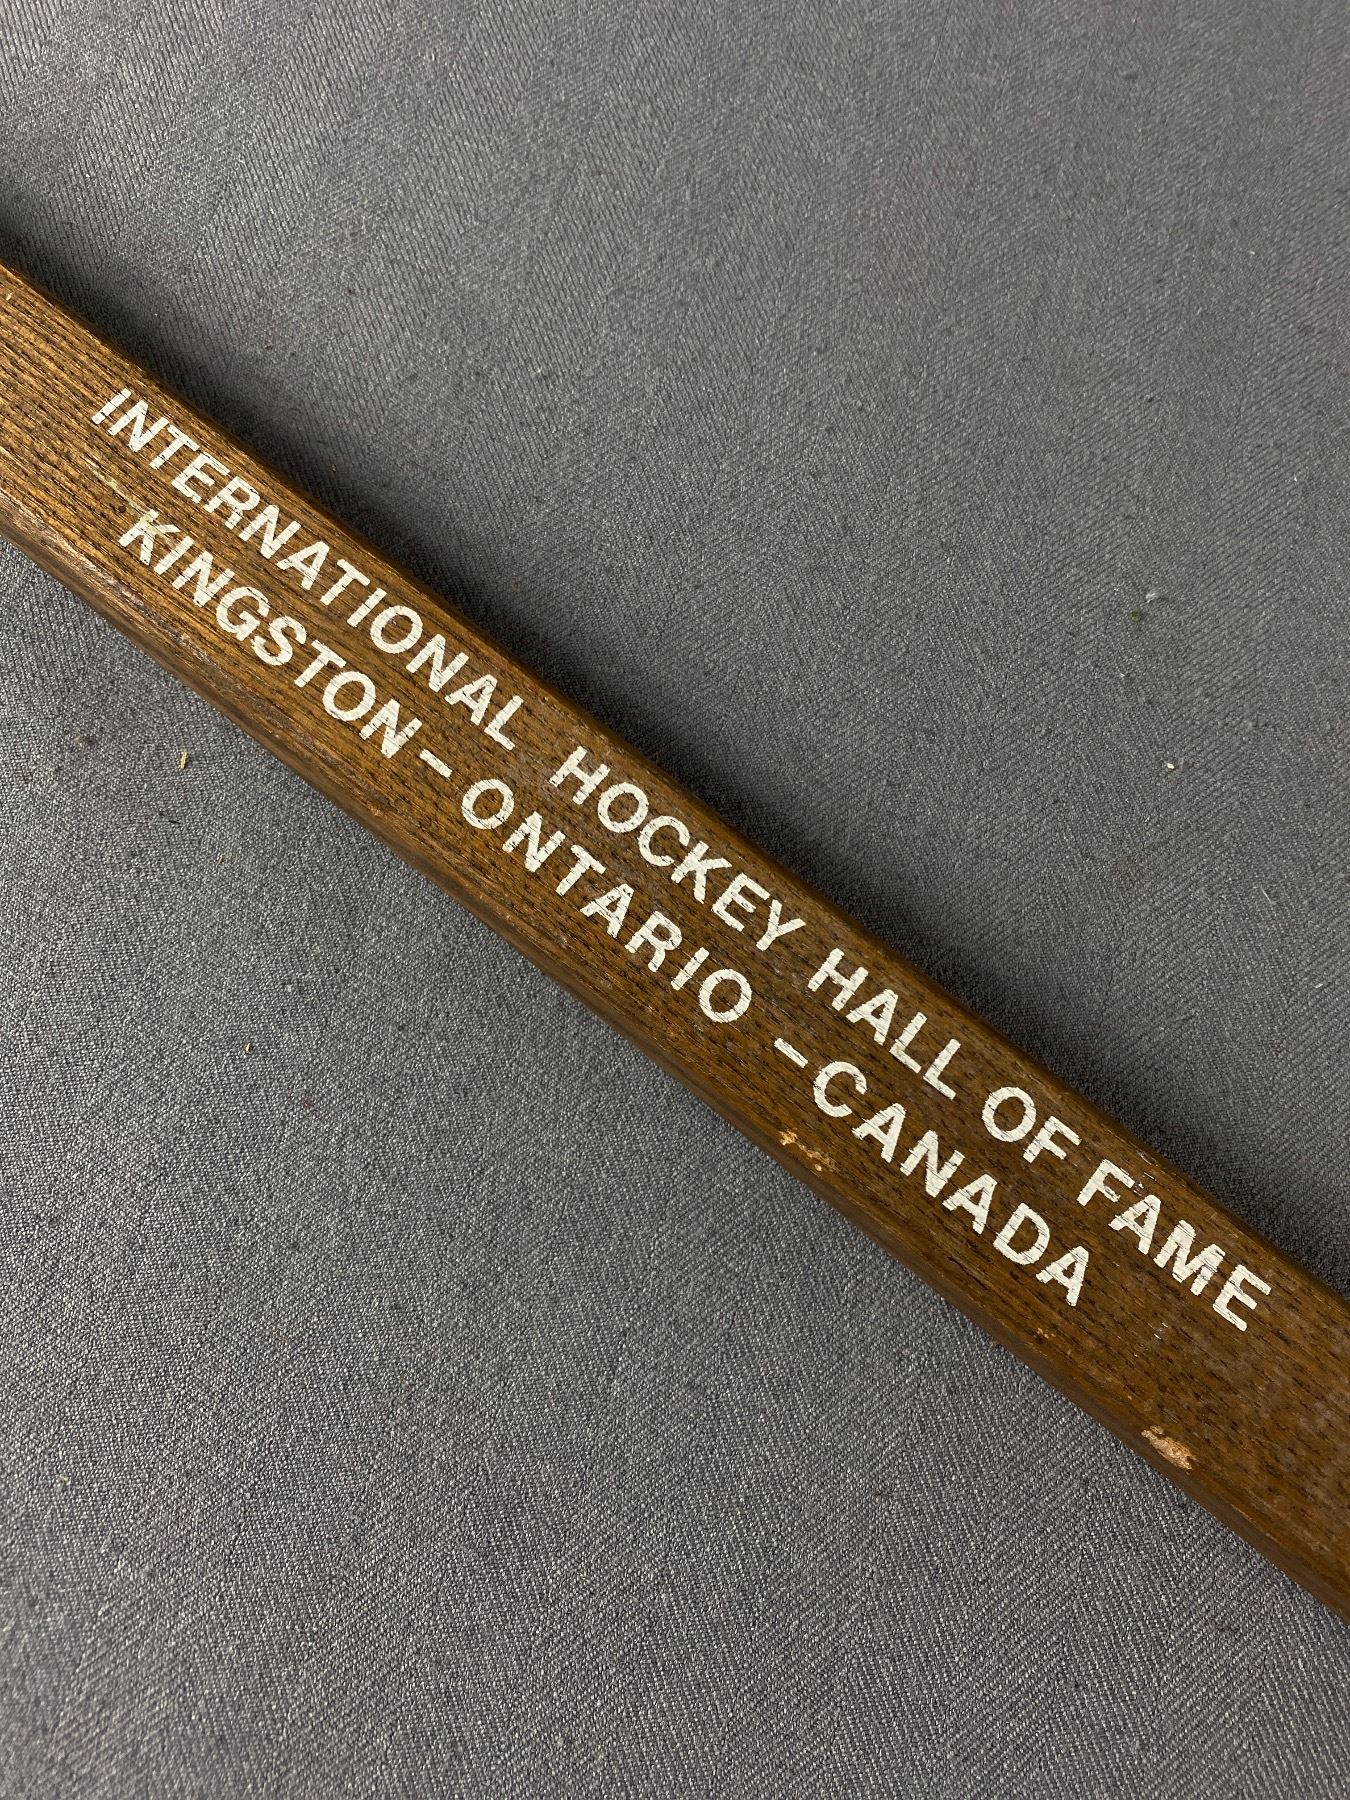 INTERNATIONAL HOCKEY HALL OF FAME
KINGSTON - ONTARIO - CANADA